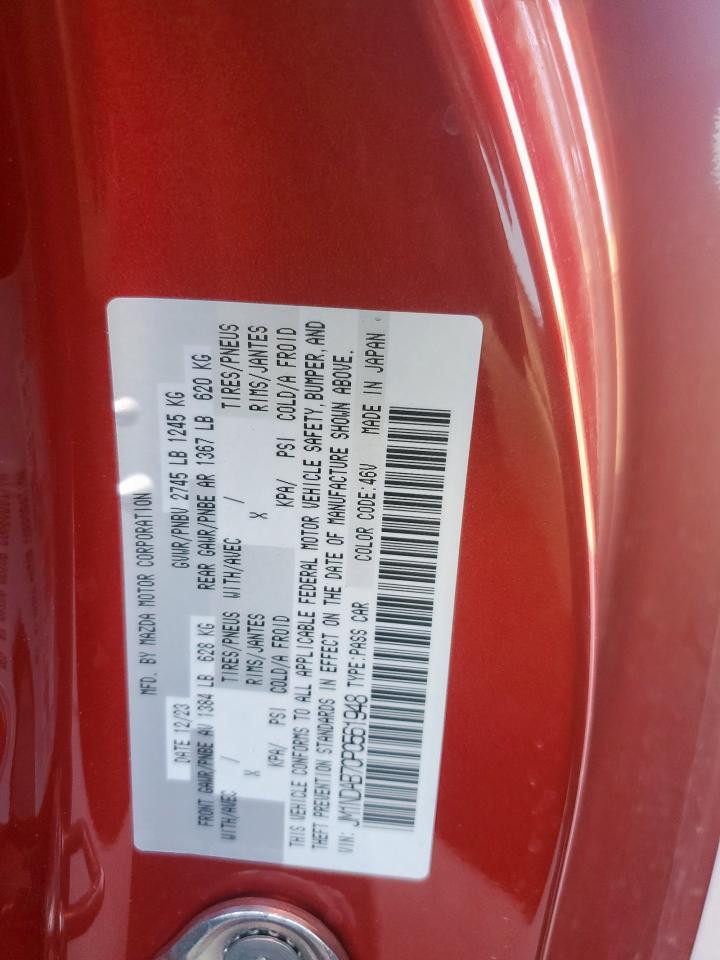 MFD. BY MAZDA MOTOR CORPORATION
DATE 12/23 GVWR/PNBV 2745 LB 1245 KG
FRONT GAWR/PNBE AV 1384 LB 628 KG REAR GAWR/PNBE AR 1367 LB 620 KG
WITH/AVEC / TIRES/PNEUS WITH/AVEC / TIRES/PNEUS
X RIMS/JANTES X RIMS/JANTES
KPA/ PSI COLD/A FROID KPA/ PSI COLD/A FROID
THIS VEHICLE CONFORMS TO ALL APPLICABLE FEDERAL MOTOR VEHICLE SAFETY, BUMPER, AND
THEFT PREVENTION STANDARDS IN EFFECT ON THE DATE OF MANUFACTURE SHOWN ABOVE.
VIN: JM1NDAB70P0561948 TYPE:PASS CAR COLOR CODE:46V MADE IN JAPAN